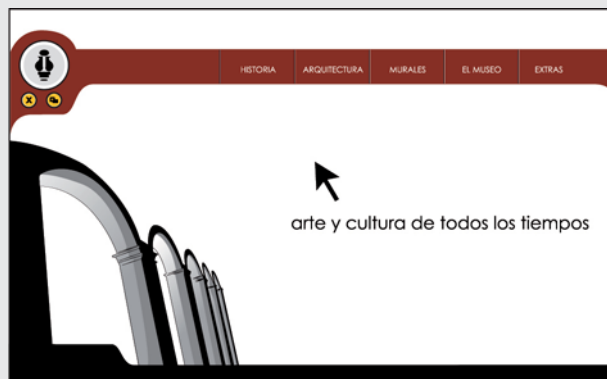 HISTORIA
ARQUITECTURA
MURALES
EL MUSEO
EXTRAS
X
arte y cultura de todos los tiempos